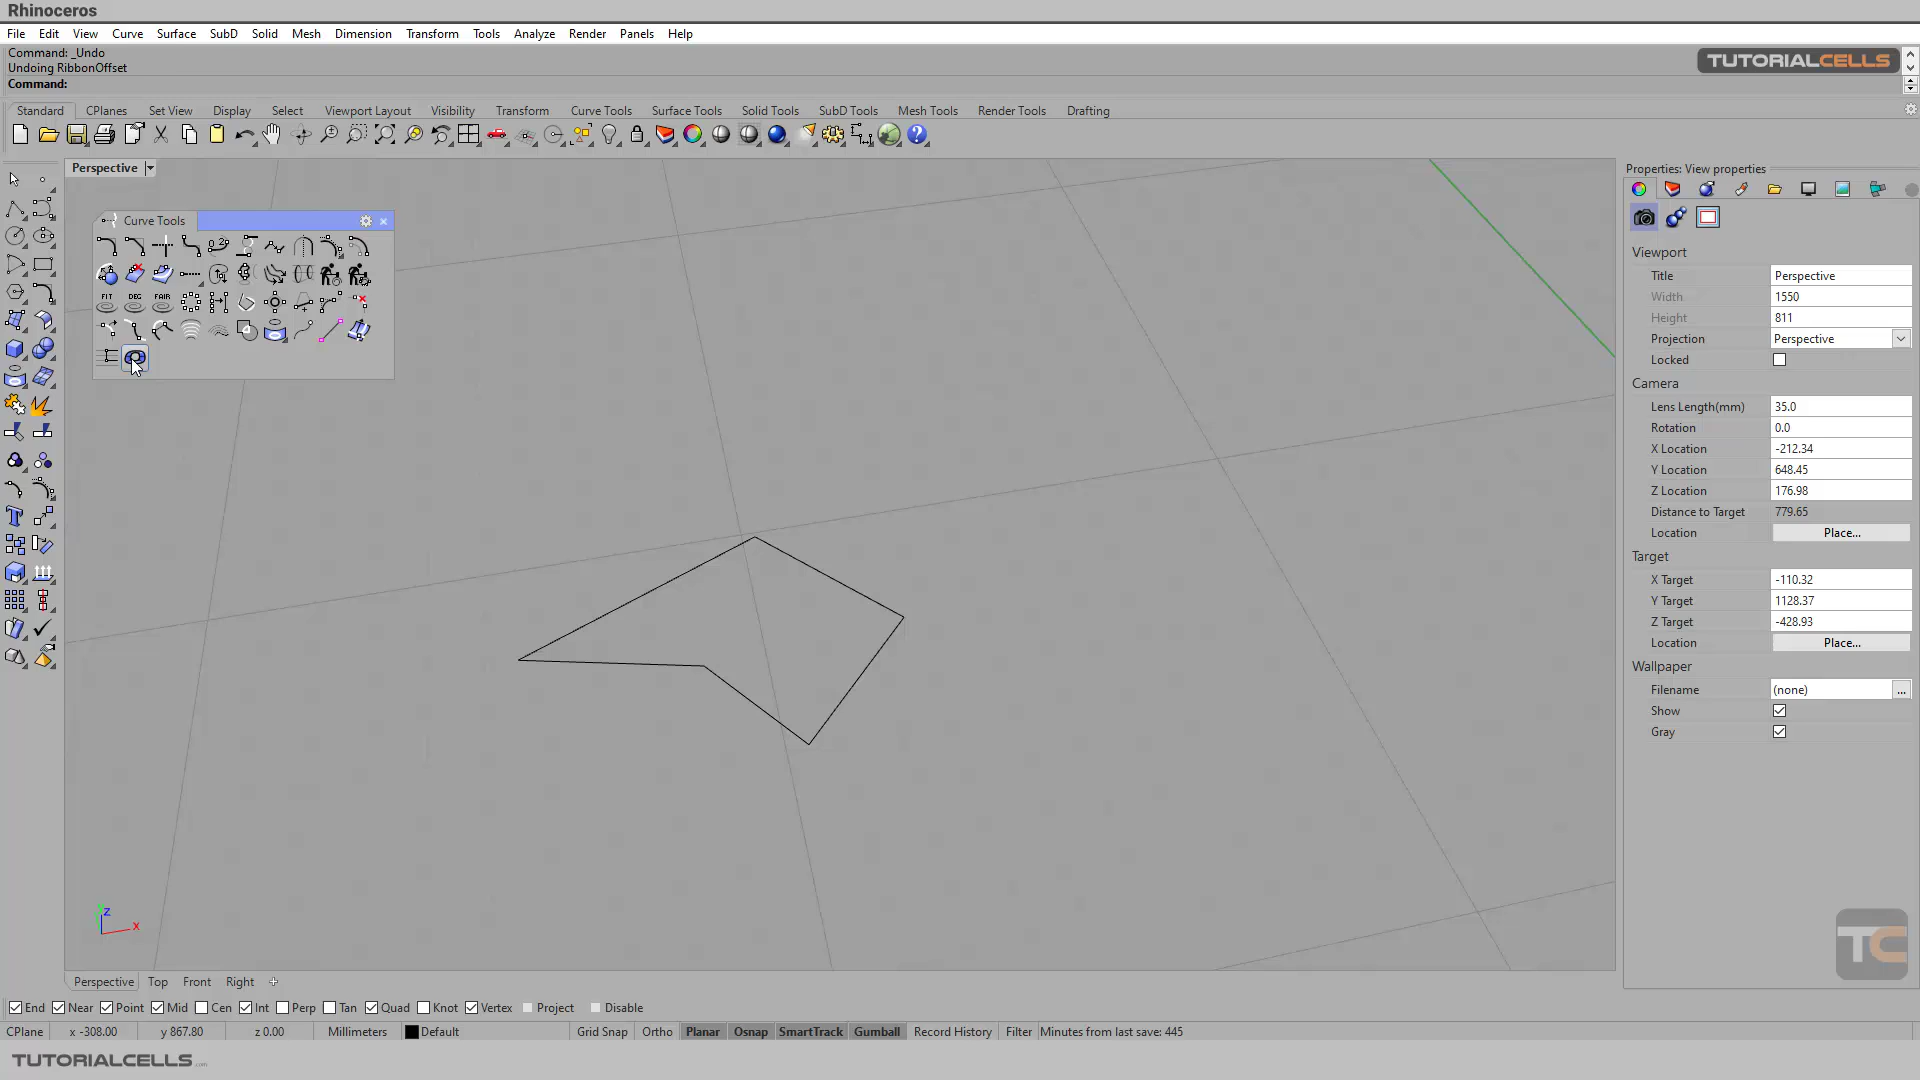 Rhinoceros
File Edit View Curve Surface SubD Solid Mesh Dimension Transform Tools Analyze Render Panels Help
Command: _Undo
Undoing RibbonOffset
Command:
TUTORIALCELLS
Standard CPlanes Set View Display Select Viewport Layout Visibility Transform Curve Tools Surface Tools Solid Tools SubD Tools Mesh Tools Render Tools Drafting
Perspective
Curve Tools
FIT DEG FAIR
z
x
Properties: View properties
Viewport
Title Perspective
Width 1550
Height 811
Projection Perspective
Locked
Camera
Lens Length(mm) 35.0
Rotation 0.0
X Location -212.34
Y Location 648.45
Z Location 176.98
Distance to Target 779.65
Location Place...
Target
X Target -110.32
Y Target 1128.37
Z Target -428.93
Location Place...
Wallpaper
Filename (none) ...
Show
Gray
TC
Perspective Top Front Right
End Near Point Mid Cen Int Perp Tan Quad Knot Vertex Project Disable
CPlane x -308.00 y 867.80 z 0.00 Millimeters Default Grid Snap Ortho Planar Osnap SmartTrack Gumball Record History Filter Minutes from last save: 445
TUTORIALCELLS